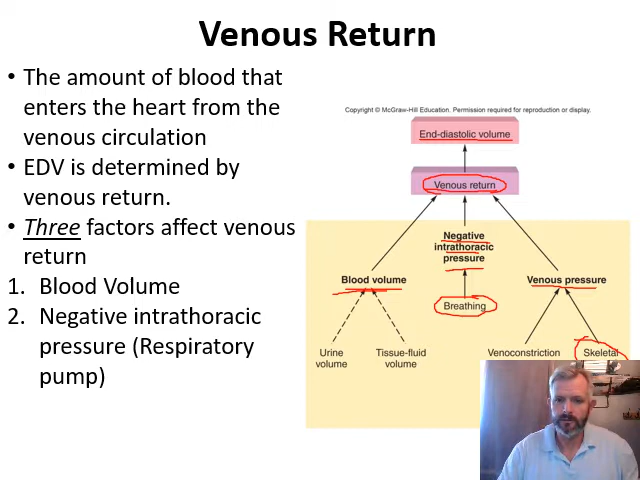 Venous Return
• The amount of blood that
enters the heart from the
venous circulation
• EDV is determined by
venous return.
• Three factors affect venous
return
1. Blood Volume
2. Negative intrathoracic
pressure (Respiratory
pump)
Copyright © McGraw-Hill Education. Permission required for reproduction or display.
End-diastolic volume
Venous return
Negative
intrathoracic
pressure
Blood volume
Venous pressure
Breathing
Urine
volume
Tissue-fluid
volume
Venoconstriction
Skeletal